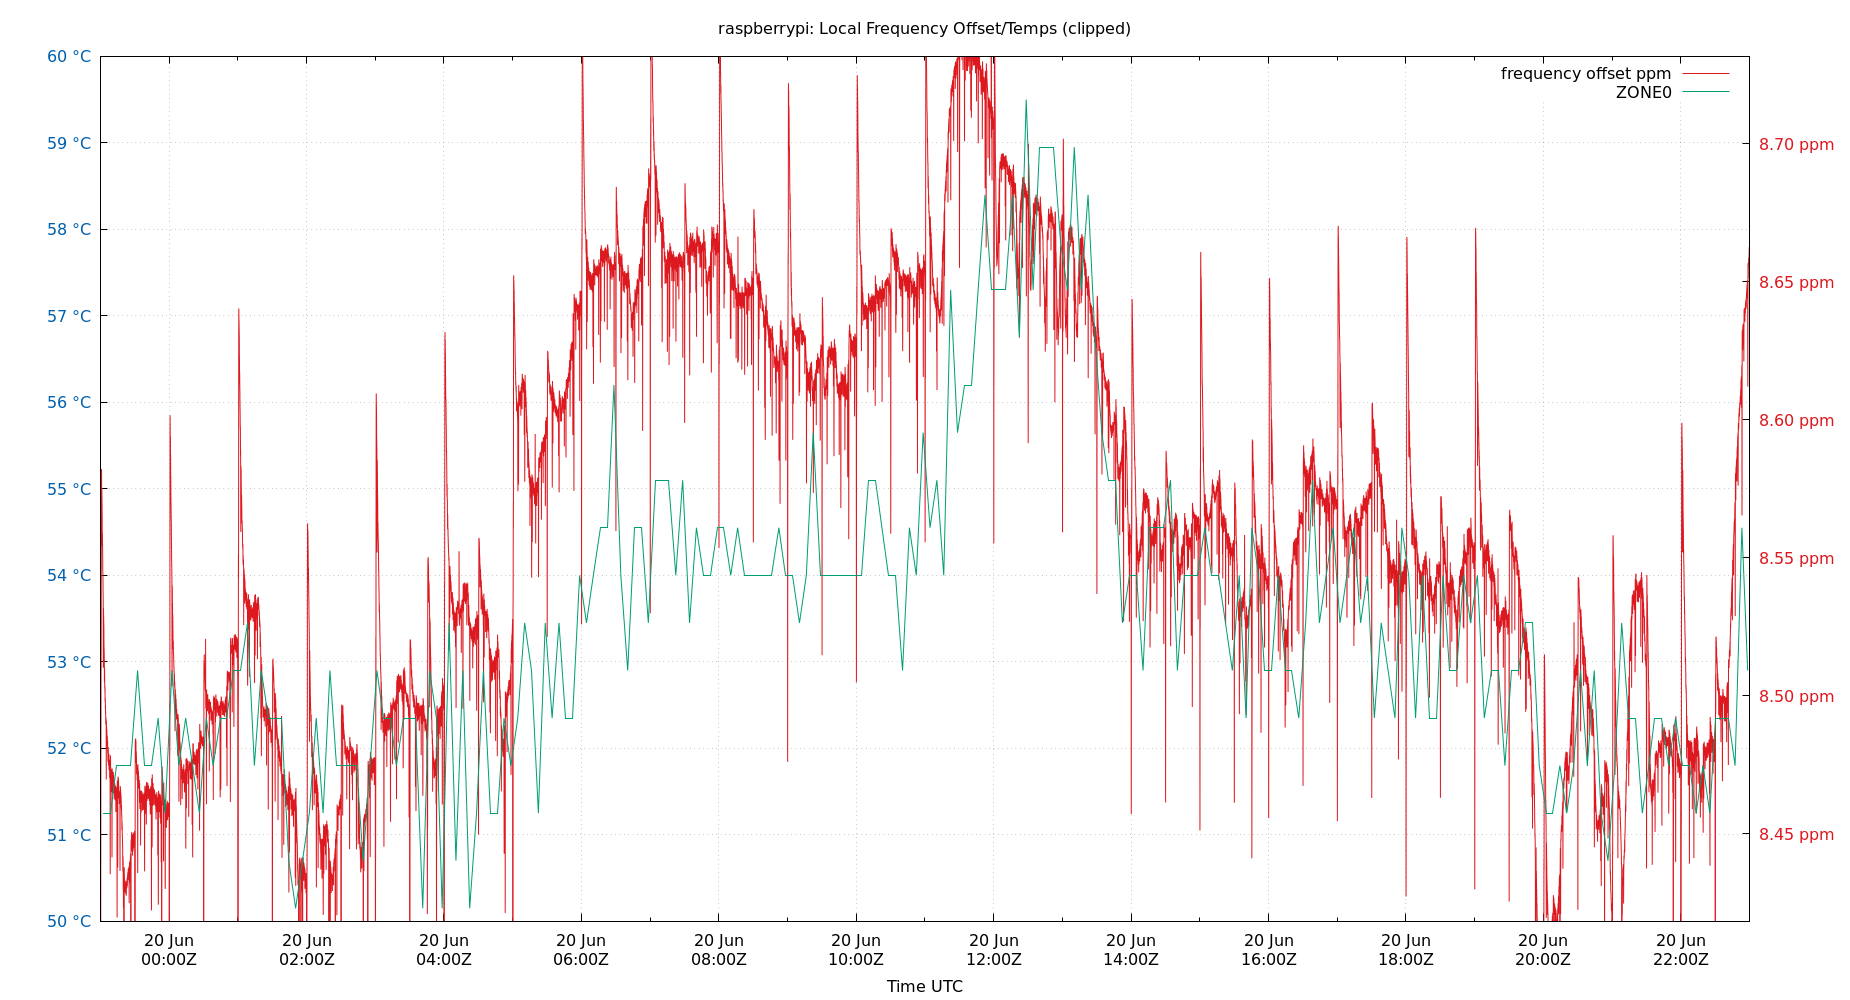 raspberrypi: Local Frequency Offset/Temps (clipped)
frequency offset ppm
ZONE0
60 °C
59 °C
58 °C
57 °C
56 °C
55 °C
54 °C
53 °C
52 °C
51 °C
50 °C
8.70 ppm
8.65 ppm
8.60 ppm
8.55 ppm
8.50 ppm
8.45 ppm
20 Jun 20 Jun 20 Jun 20 Jun 20 Jun 20 Jun 20 Jun 20 Jun 20 Jun 20 Jun 20 Jun 20 Jun
00:00Z 02:00Z 04:00Z 06:00Z 08:00Z 10:00Z 12:00Z 14:00Z 16:00Z 18:00Z 20:00Z 22:00Z
Time UTC